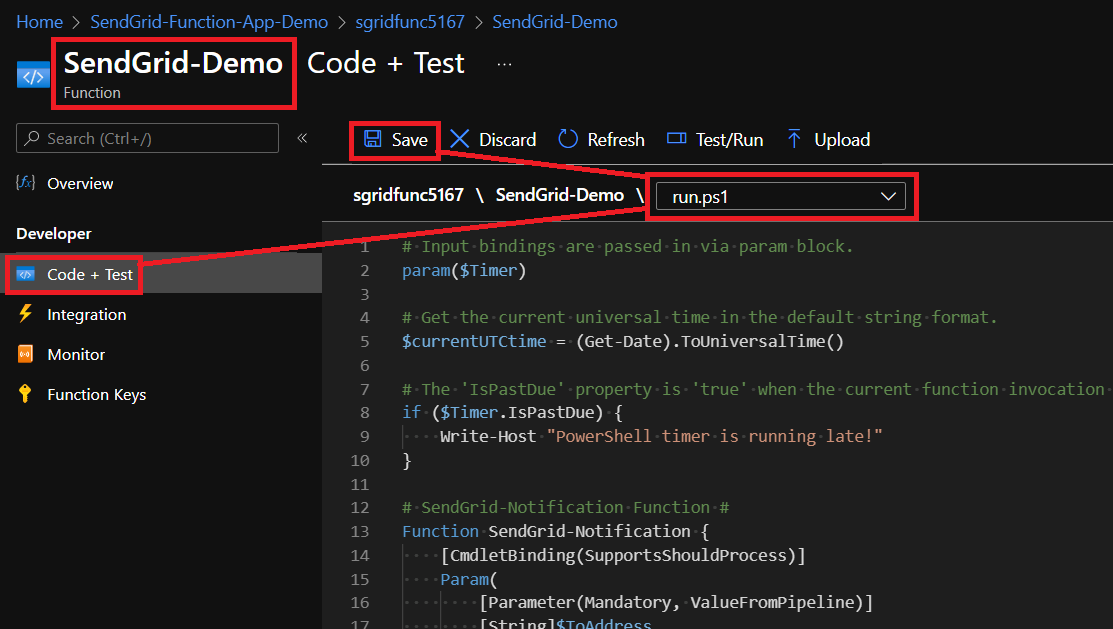 Home > SendGrid-Function-App-Demo > sgridfunc5167 > SendGrid-Demo
SendGrid-Demo Code + Test ...
Function
Search (Ctrl+/) «
Save Discard Refresh Test/Run Upload
Overview
sgridfunc5167 \ SendGrid-Demo \ run.ps1
Developer
Code + Test
Integration
Monitor
Function Keys
1 # Input bindings are passed in via param block.
2 param($Timer)
3
4 # Get the current universal time in the default string format.
5 $currentUTCtime = (Get-Date).ToUniversalTime()
6
7 # The 'IsPastDue' property is 'true' when the current function invocation
8 if ($Timer.IsPastDue) {
9 Write-Host "PowerShell timer is running late!"
10 }
11
12 # SendGrid-Notification Function #
13 Function SendGrid-Notification {
14 [CmdletBinding(SupportsShouldProcess)]
15 Param(
16 [Parameter(Mandatory, ValueFromPipeline)]
17 [String]$ToAddress